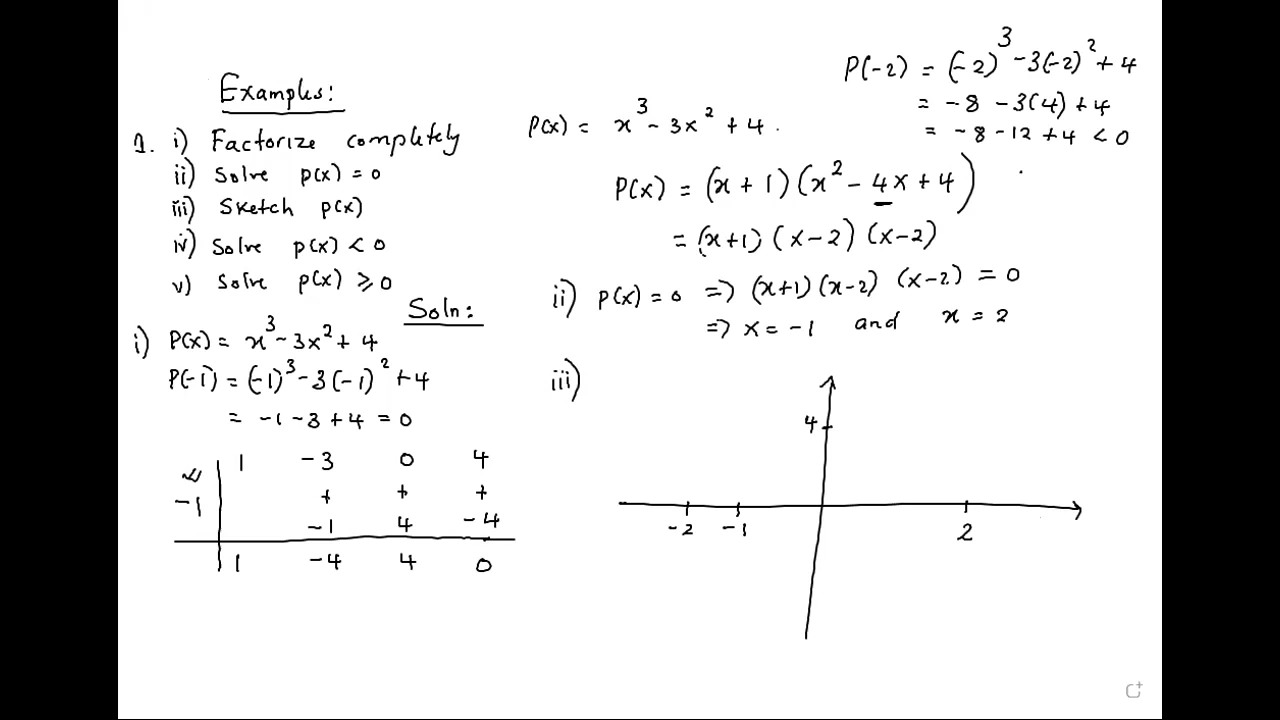 Examples:
1. i) Factorize completely P(x) = x³ - 3x² + 4.
ii) Solve p(x) = 0
iii) Sketch p(x)
iv) Solve p(x) < 0
v) Solve p(x) ⩾ 0
Soln:
i) P(x) = x³ - 3x² + 4
P(-1) = (-1)³ - 3(-1)² + 4
= -1 - 3 + 4 = 0
1 -3 0 4
-1 + + +
-1 4 -4
1 -4 4 0
P(-2) = (-2)³ - 3(-2)² + 4
= -8 - 3(4) + 4
= -8 - 12 + 4 < 0
P(x) = (x + 1)(x² - 4x + 4)
= (x+1)(x-2)(x-2)
ii) p(x) = 0 => (x+1)(x-2)(x-2) = 0
=> x = -1 and x = 2
iii)
4
-2 -1 2